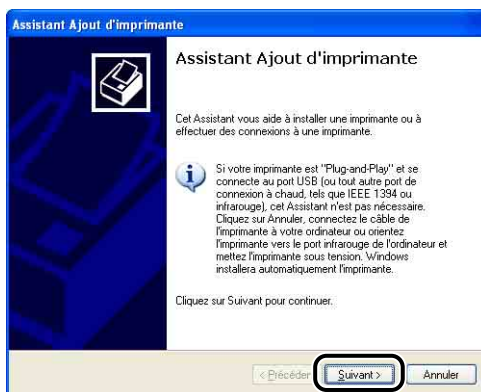 Assistant Ajout d'imprimante
Assistant Ajout d'imprimante
Cet Assistant vous aide à installer une imprimante ou à
effectuer des connexions à une imprimante.
Si votre imprimante est "Plug-and-Play" et se
connecte au port USB (ou tout autre port de
connexion à chaud, tels que IEEE 1394 ou
infrarouge), cet Assistant n'est pas nécessaire.
Cliquez sur Annuler, connectez le câble de
l'imprimante à votre ordinateur ou orientez
l'imprimante vers le port infrarouge de l'ordinateur et
mettez l'imprimante sous tension. Windows
installera automatiquement l'imprimante.
Cliquez sur Suivant pour continuer.
< Précéder Suivant > Annuler